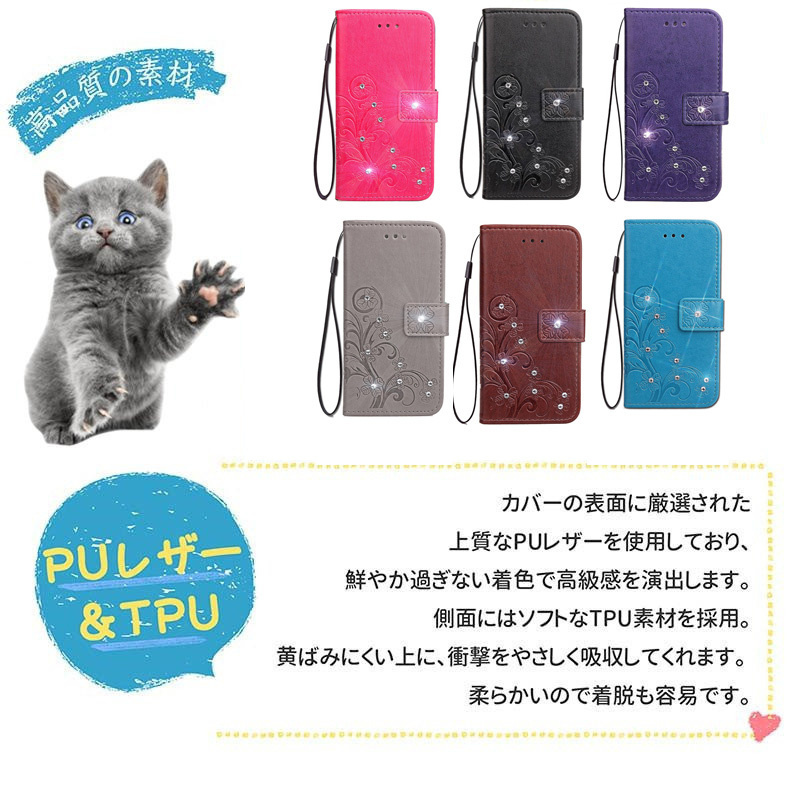 高品質の素材
PUレザー
&TPU
カバーの表面に厳選された
上質なPUレザーを使用しており、
鮮やか過ぎない着色で高級感を演出します。
側面にはソフトなTPU素材を採用。
黄ばみにくい上に、衝撃をやさしく吸収してくれます。
柔らかいので着脱も容易です。